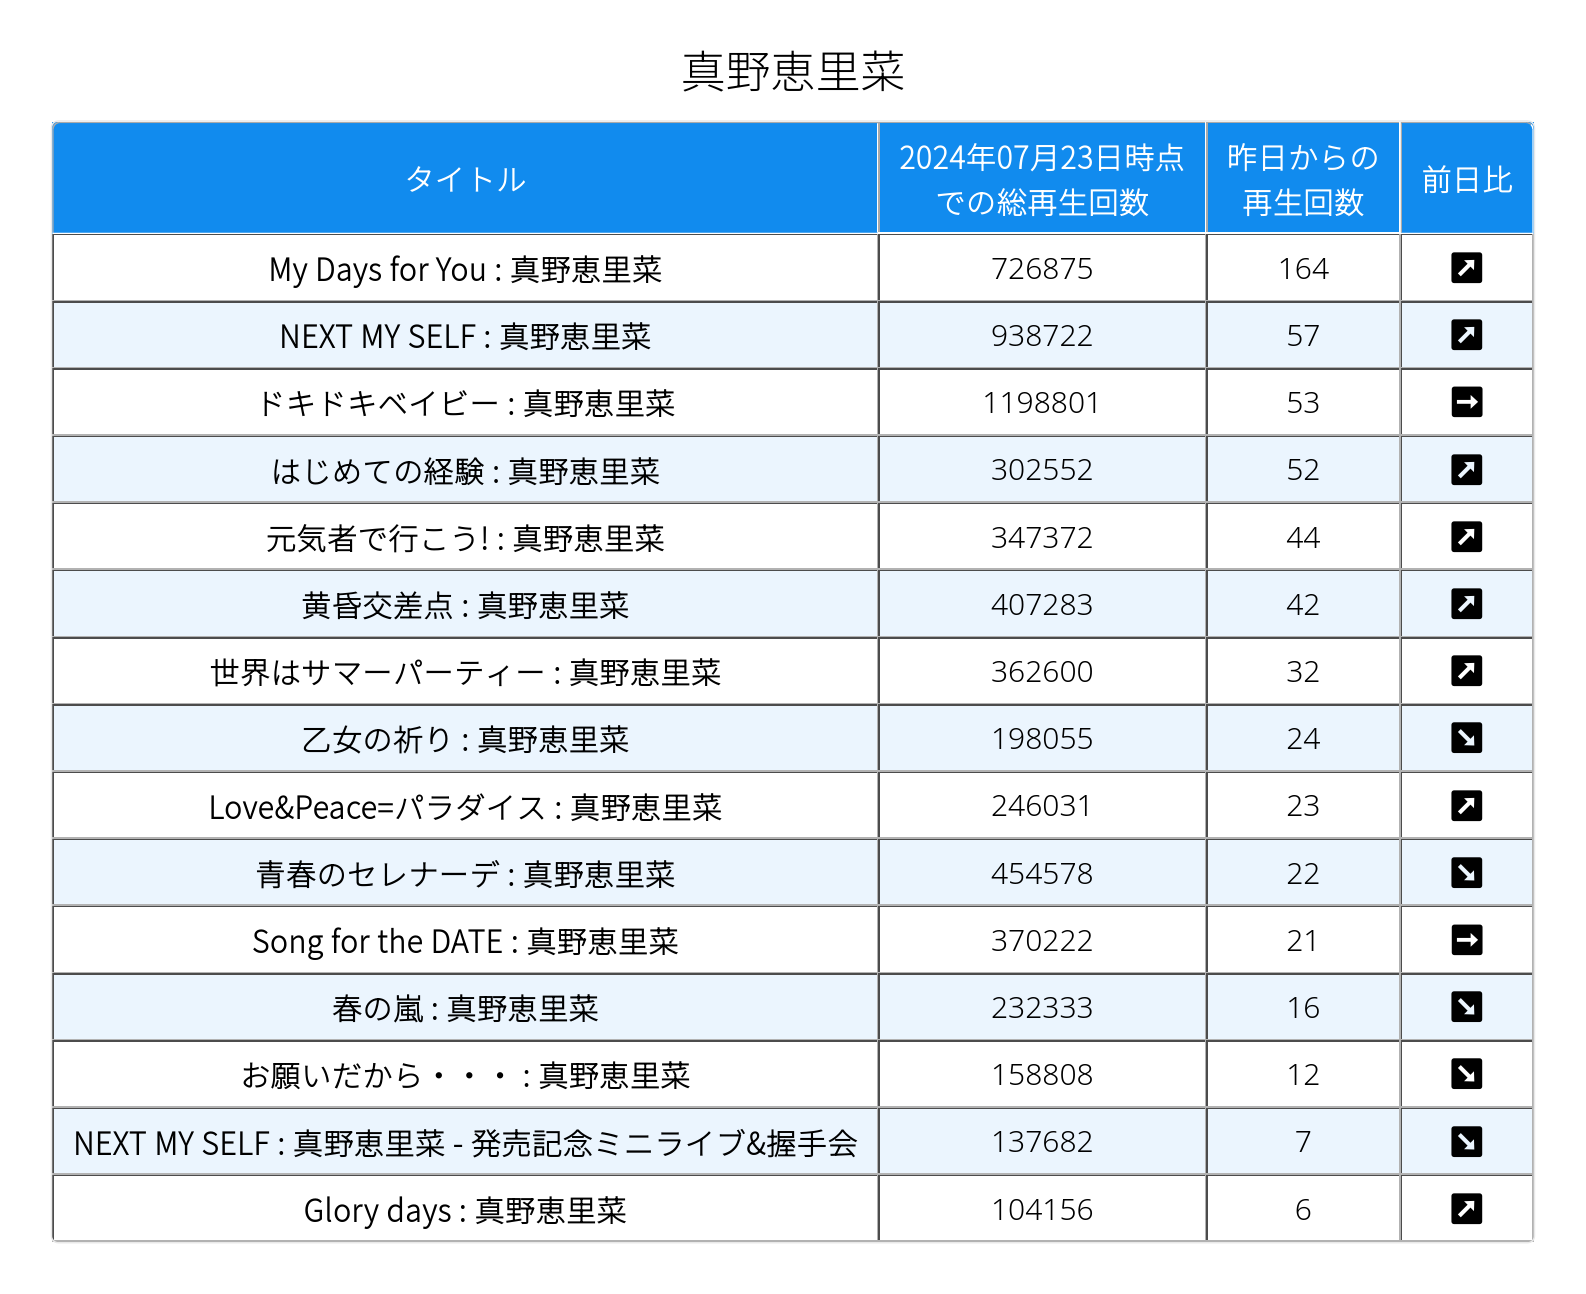 真野恵里菜
タイトル
2024年07月23日時点
での総再生回数
昨日からの
再生回数
前日比
My Days for You : 真野恵里菜 726875 164 ↗
NEXT MY SELF : 真野恵里菜 938722 57 ↗
ドキドキベイビー : 真野恵里菜 1198801 53 →
はじめての経験 : 真野恵里菜 302552 52 ↗
元気者で行こう! : 真野恵里菜 347372 44 ↗
黄昏交差点 : 真野恵里菜 407283 42 ↗
世界はサマーパーティー : 真野恵里菜 362600 32 ↗
乙女の祈り : 真野恵里菜 198055 24 ↘
Love&Peace=パラダイス : 真野恵里菜 246031 23 ↗
青春のセレナーデ : 真野恵里菜 454578 22 ↘
Song for the DATE : 真野恵里菜 370222 21 →
春の嵐 : 真野恵里菜 232333 16 ↘
お願いだから・・・ : 真野恵里菜 158808 12 ↘
NEXT MY SELF : 真野恵里菜 - 発売記念ミニライブ&握手会 137682 7 ↘
Glory days : 真野恵里菜 104156 6 ↗